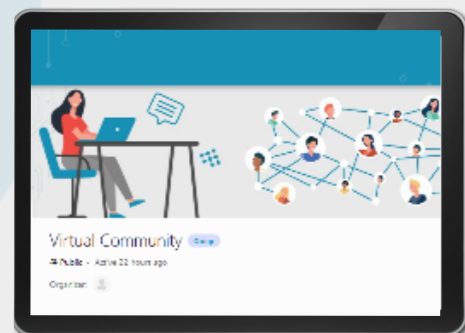 Virtual Community Group
Public - Active 22 hours ago
Organizer: